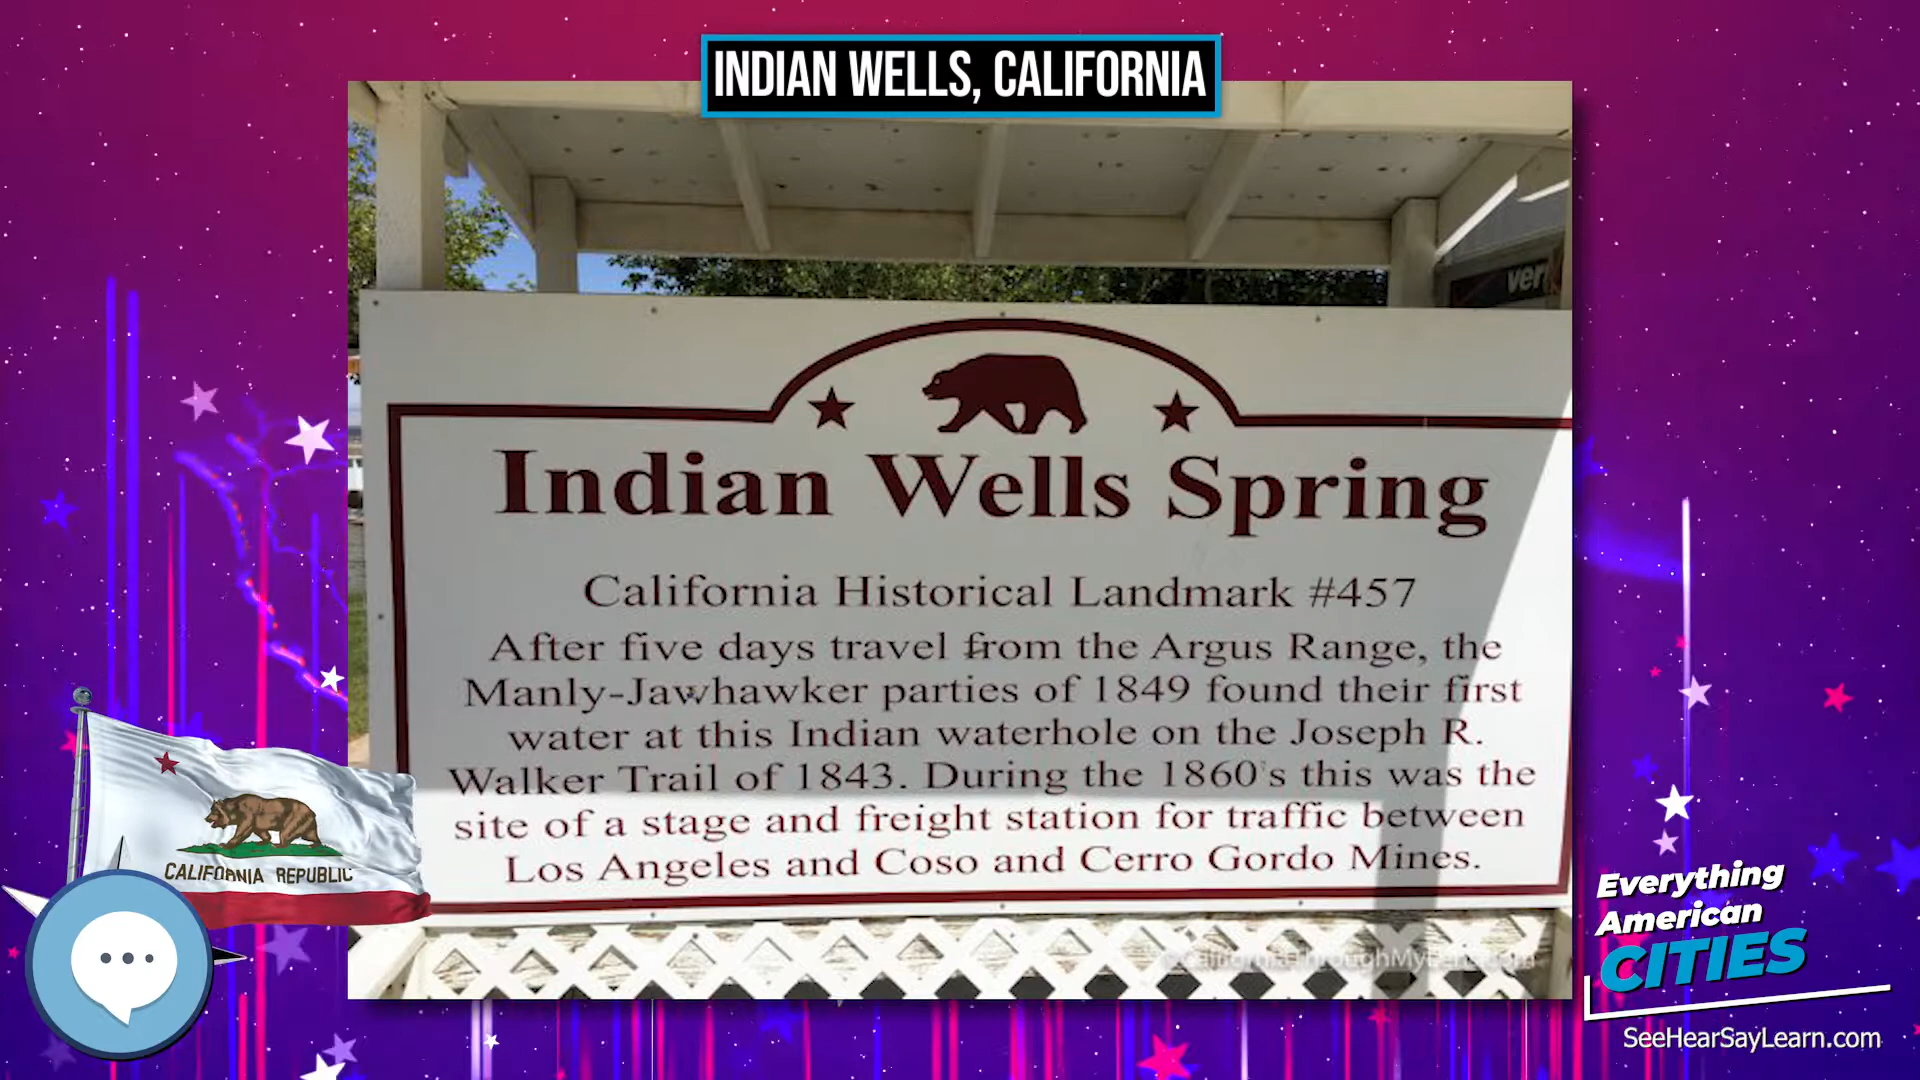 INDIAN WELLS, CALIFORNIA
Indian Wells Spring
California Historical Landmark #457
After five days travel from the Argus Range, the
Manly-Jawhawker parties of 1849 found their first
water at this Indian waterhole on the Joseph R.
Walker Trail of 1843. During the 1860's this was the
site of a stage and freight station for traffic between
Los Angeles and Coso and Cerro Gordo Mines.
CALIFORNIA REPUBLIC
Everything
American
CITIES
SeeHearSayLearn.com